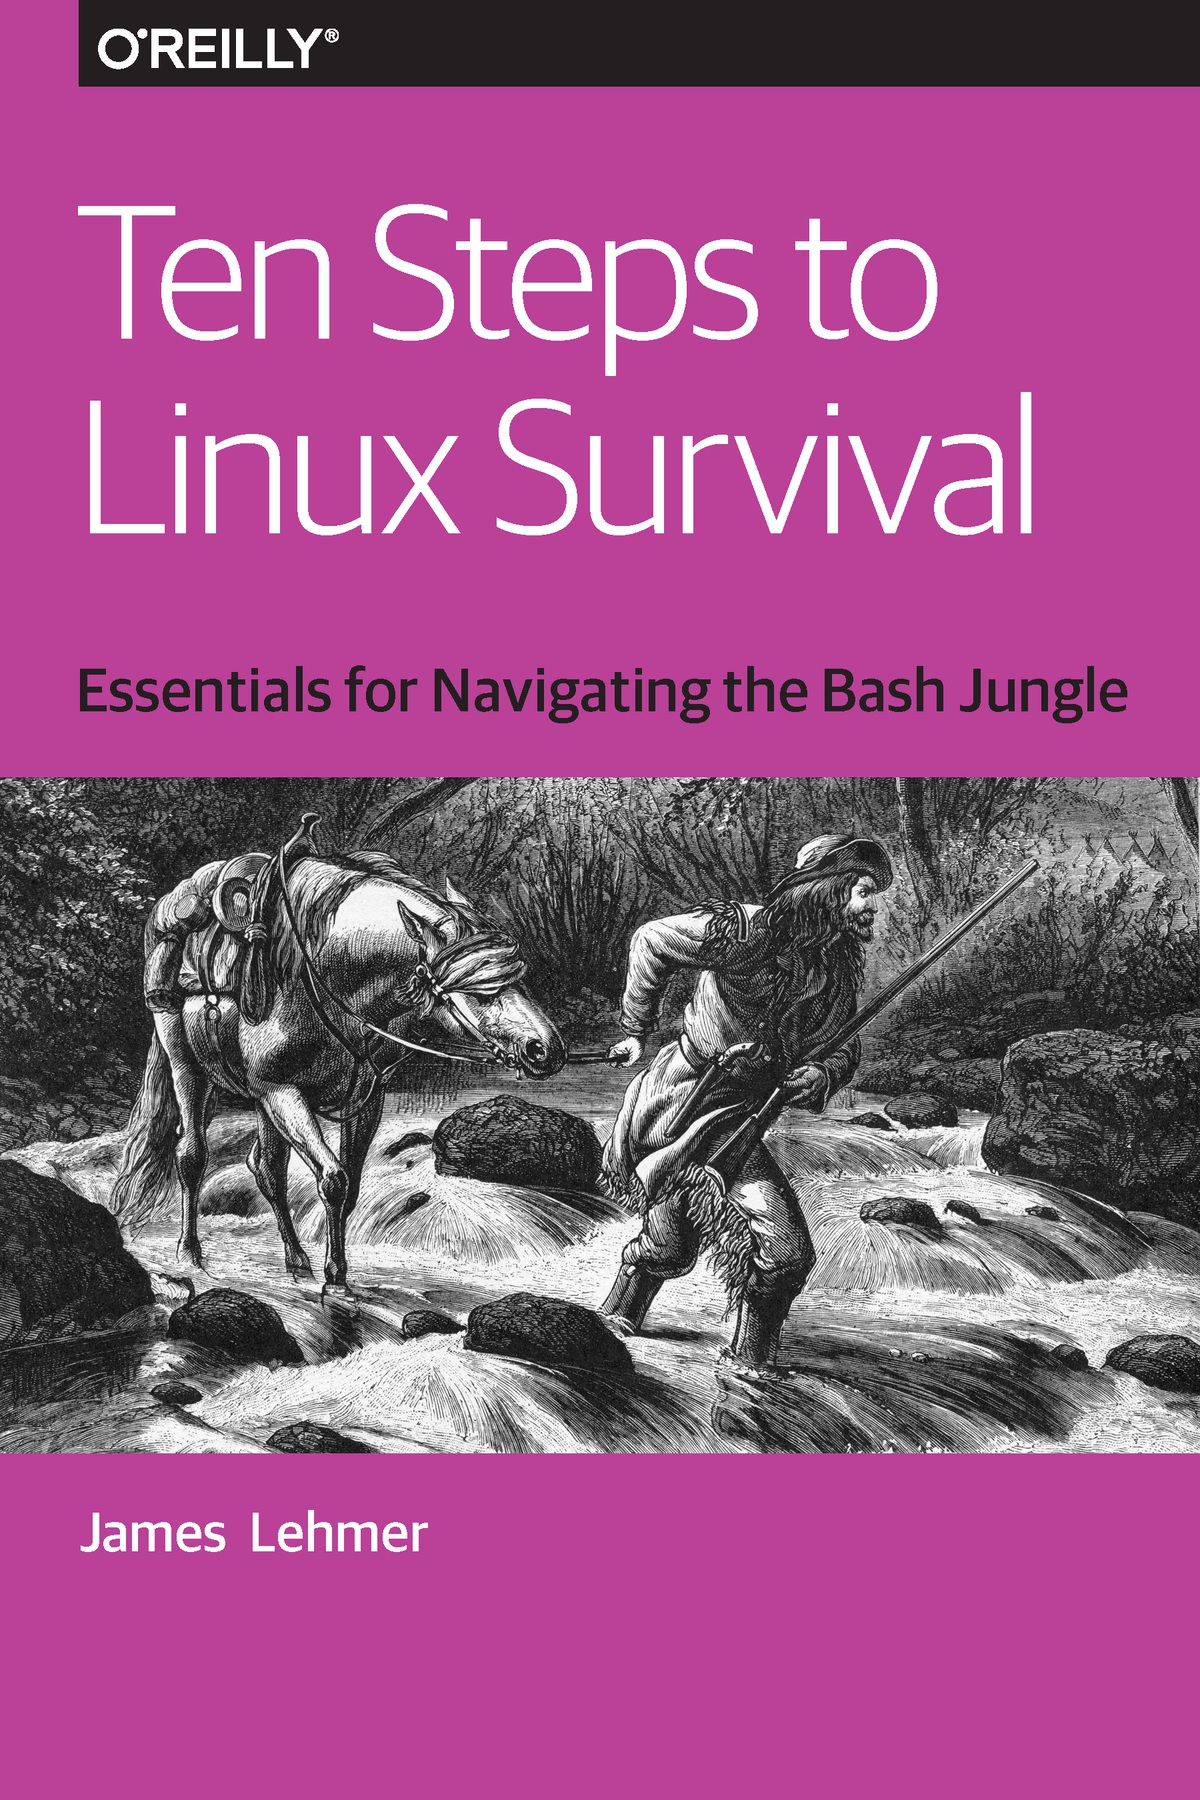 O'REILLY®
Ten Steps to
Linux Survival
Essentials for Navigating the Bash Jungle
James Lehmer